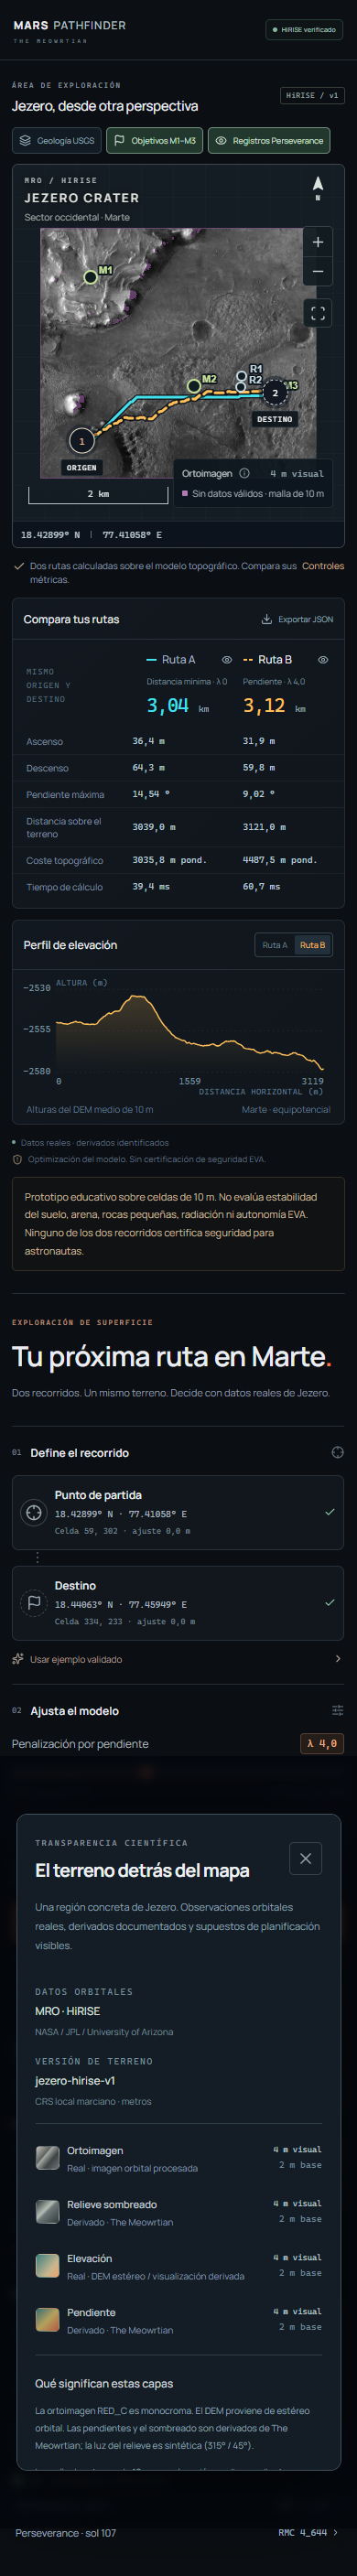 MARS PATHFINDER
THE MEOWRTIAN
HiRISE verificado
ÁREA DE EXPLORACIÓN
Jezero, desde otra perspectiva
HiRISE / v1
Geología USGS
Objetivos M1–M3
Registros Perseverance
MRO / HIRISE
JEZERO CRATER
Sector occidental · Marte
N
+
−
M1
M2
R1
R2
M3
2
DESTINO
1
ORIGEN
2 km
Ortoimagen
4 m visual
Sin datos válidos · malla de 10 m
18.42899° N | 77.41058° E
Dos rutas calculadas sobre el modelo topográfico. Compara sus
métricas.
Controles
Compara tus rutas
Exportar JSON
MISMO
ORIGEN Y
DESTINO
Ruta A
Distancia mínima · λ 0
3,04 km
Ruta B
Pendiente · λ 4,0
3,12 km
Ascenso 36,4 m 31,9 m
Descenso 64,3 m 59,8 m
Pendiente máxima 14,54 ° 9,02 °
Distancia sobre el
terreno
3039,0 m 3121,0 m
Coste topográfico 3035,8 m pond. 4487,5 m pond.
Tiempo de cálculo 39,4 ms 60,7 ms
Perfil de elevación
Ruta A
Ruta B
ALTURA (m)
−2530
−2555
−2580
0 1559 3119
DISTANCIA HORIZONTAL (m)
Alturas del DEM medio de 10 m
Marte · equipotencial
Datos reales · derivados identificados
Optimización del modelo. Sin certificación de seguridad EVA.
Prototipo educativo sobre celdas de 10 m. No evalúa estabilidad
del suelo, arena, rocas pequeñas, radiación ni autonomía EVA.
Ninguno de los dos recorridos certifica seguridad para
astronautas.
EXPLORACIÓN DE SUPERFICIE
Tu próxima ruta en Marte.
Dos recorridos. Un mismo terreno. Decide con datos reales de Jezero.
01 Define el recorrido
Punto de partida
18.42899° N · 77.41058° E
Celda 59, 302 · ajuste 0,0 m
Destino
18.44063° N · 77.45949° E
Celda 334, 233 · ajuste 0,0 m
Usar ejemplo validado
02 Ajusta el modelo
Penalización por pendiente
λ 4,0
TRANSPARENCIA CIENTÍFICA
El terreno detrás del mapa
Una región concreta de Jezero. Observaciones orbitales
reales, derivados documentados y supuestos de planificación
visibles.
DATOS ORBITALES
MRO · HiRISE
NASA / JPL / University of Arizona
VERSIÓN DE TERRENO
jezero-hirise-v1
CRS local marciano · metros
Ortoimagen
Real · imagen orbital procesada
4 m visual
2 m base
Relieve sombreado
Derivado · The Meowrtian
4 m visual
2 m base
Elevación
Real · DEM estéreo / visualización derivada
4 m visual
2 m base
Pendiente
Derivado · The Meowrtian
4 m visual
2 m base
Qué significan estas capas
La ortoimagen RED_C es monocroma. El DEM proviene de estéreo
orbital. Las pendientes y el sombreado son derivados de The
Meowrtian; la luz del relieve es sintética (315° / 45°).
Perseverance · sol 107
RMC 4_644